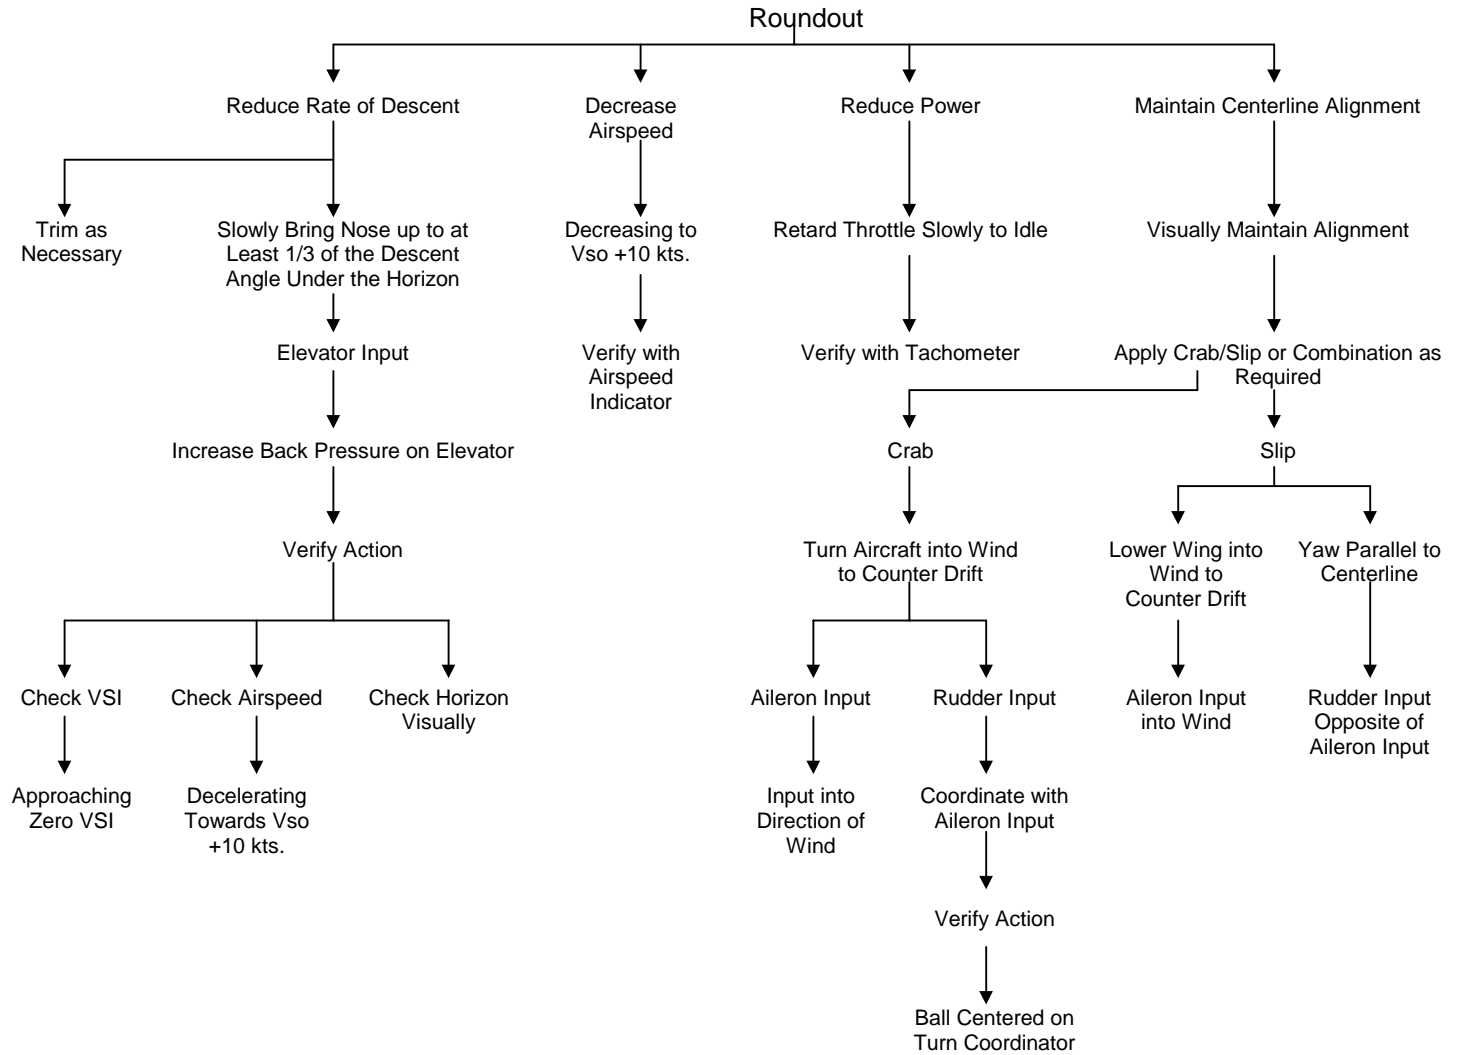 Roundout
Reduce Rate of Descent
Decrease
Airspeed
Reduce Power
Maintain Centerline Alignment
Trim as
Necessary
Slowly Bring Nose up to at
Least 1/3 of the Descent
Angle Under the Horizon
Decreasing to
Vso +10 kts.
Retard Throttle Slowly to Idle
Visually Maintain Alignment
Elevator Input
Verify with
Airspeed
Indicator
Verify with Tachometer
Apply Crab/Slip or Combination as
Required
Increase Back Pressure on Elevator
Crab
Slip
Verify Action
Turn Aircraft into Wind
to Counter Drift
Lower Wing into
Wind to
Counter Drift
Yaw Parallel to
Centerline
Check VSI
Check Airspeed
Check Horizon
Visually
Aileron Input
Rudder Input
Aileron Input
into Wind
Rudder Input
Opposite of
Aileron Input
Approaching
Zero VSI
Decelerating
Towards Vso
+10 kts.
Input into
Direction of
Wind
Coordinate with
Aileron Input
Verify Action
Ball Centered on
Turn Coordinator